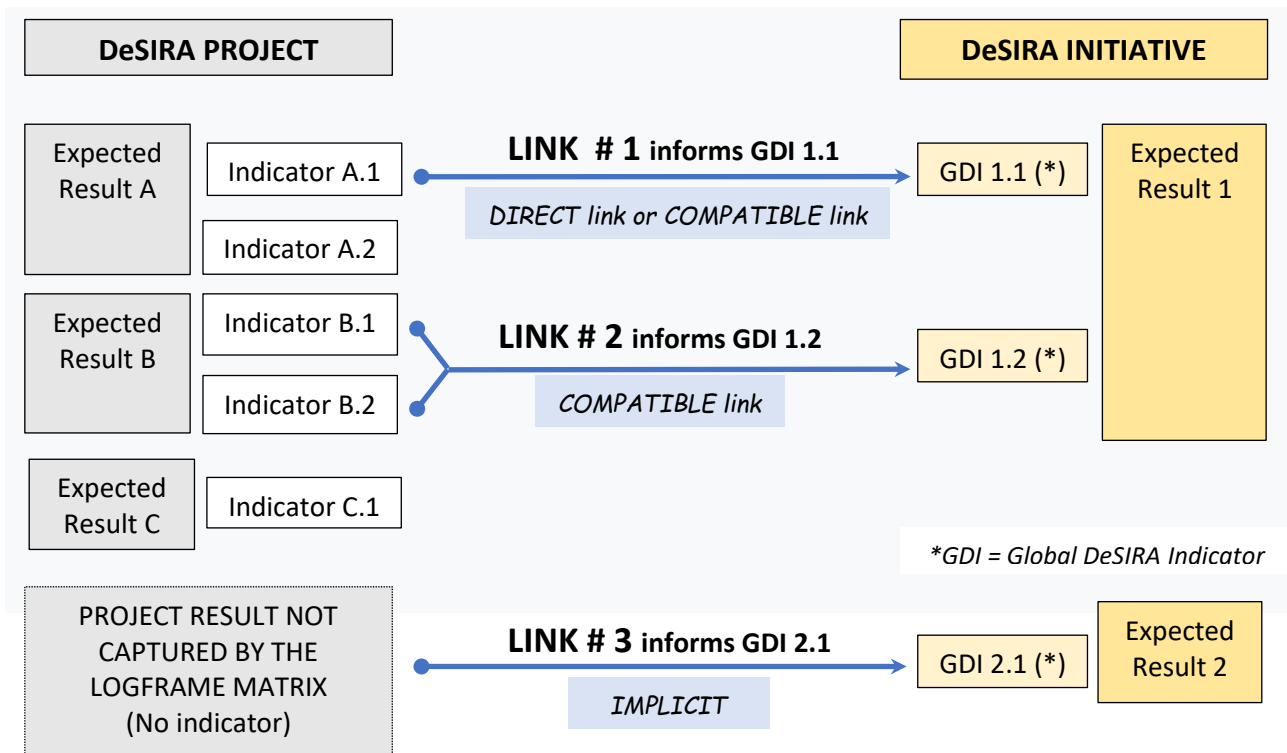 DeSIRA PROJECT
DeSIRA INITIATIVE
Expected
Result A
Indicator A.1
Indicator A.2
LINK # 1 informs GDI 1.1
DIRECT link or COMPATIBLE link
GDI 1.1 (*)
Expected
Result 1
Expected
Result B
Indicator B.1
Indicator B.2
LINK # 2 informs GDI 1.2
COMPATIBLE link
GDI 1.2 (*)
Expected
Result C
Indicator C.1
*GDI = Global DeSIRA Indicator
PROJECT RESULT NOT
CAPTURED BY THE
LOGFRAME MATRIX
(No indicator)
LINK # 3 informs GDI 2.1
IMPLICIT
GDI 2.1 (*)
Expected
Result 2